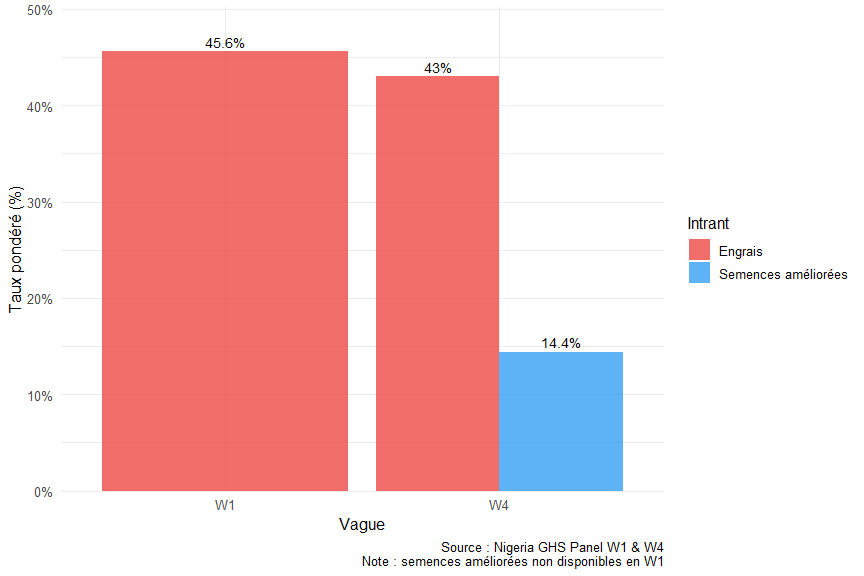 50%
40%
30%
20%
10%
0%
Taux pondéré (%)
45.6%
43%
14.4%
W1
W4
Vague
Intrant
Engrais
Semences améliorées
Source : Nigeria GHS Panel W1 & W4
Note : semences améliorées non disponibles en W1